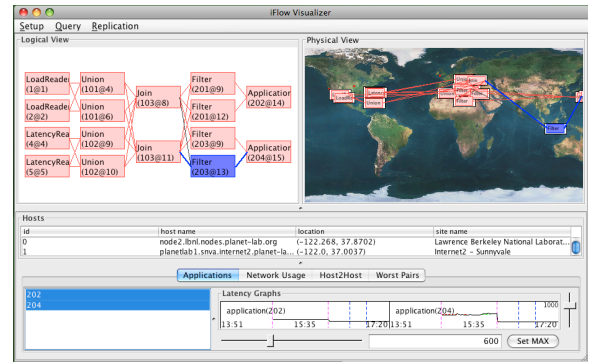 iFlow Visualizer
Setup Query Replication
Logical View
Physical View
LoadReade Union Filter
(1@1) (101@4) (201@9)
Join Application
(103@8) (202@14)
LoadReade Union Filter
(2@2) (101@6) (201@12)
LatencyRea Union Filter
(4@4) (102@9) (203@9)
Join Application
(103@11) (204@15)
LatencyRea Union Filter
(5@5) (102@10) (203@13)
Union
Filter
Filter
Union
Filter
Hosts
id host name location site name
0 node2.lbnl.nodes.planet-lab.org (-122.268, 37.8702) Lawrence Berkeley National Laborat...
1 planetlab1.snva.internet2.planet-la... (-122.0, 37.0037) Internet2 - Sunnyvale
Applications Network Usage Host2Host Worst Pairs
202
204
Latency Graphs
application(202) application(204) 1000
13:51 15:35 17:20 13:51 15:35 17:20
600 Set MAX